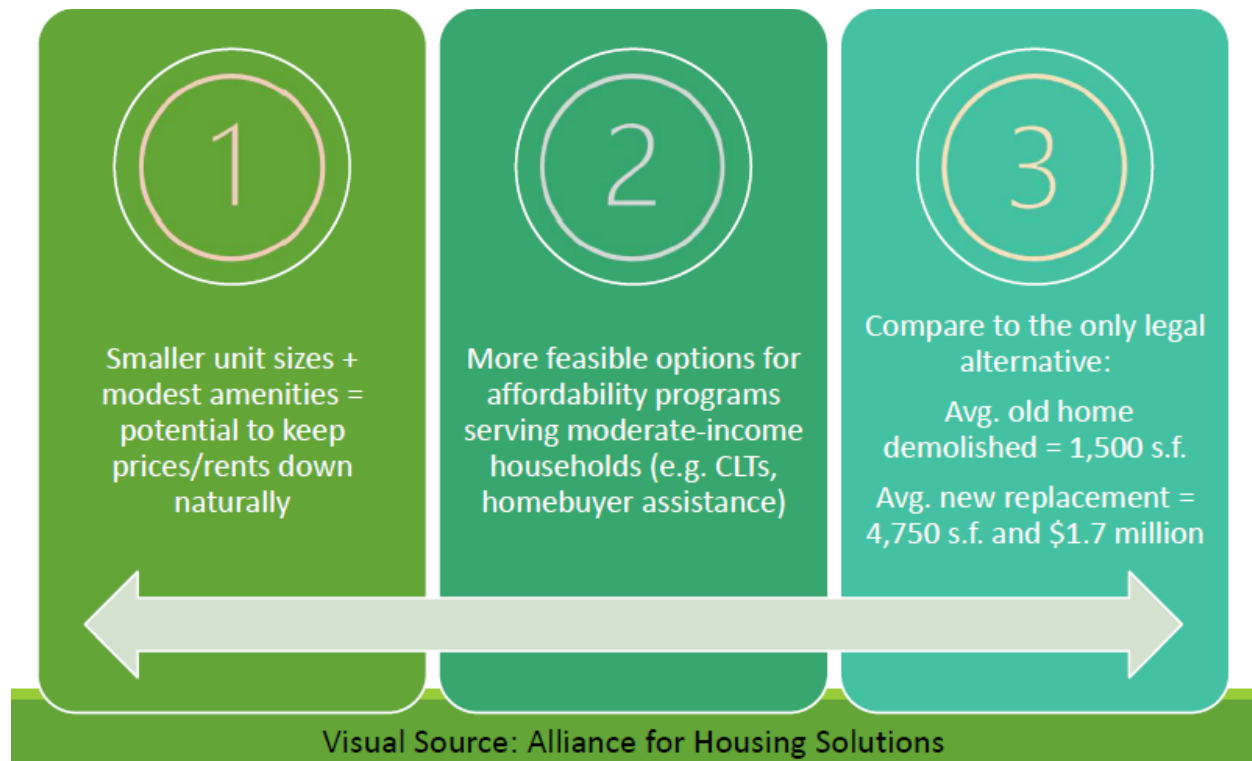 1
Smaller unit sizes +
modest amenities =
potential to keep
prices/rents down
naturally
2
More feasible options for
affordability programs
serving moderate-income
households (e.g. CLTs,
homebuyer assistance)
3
Compare to the only legal
alternative:
Avg. old home
demolished = 1,500 s.f.
Avg. new replacement =
4,750 s.f. and $1.7 million
Visual Source: Alliance for Housing Solutions